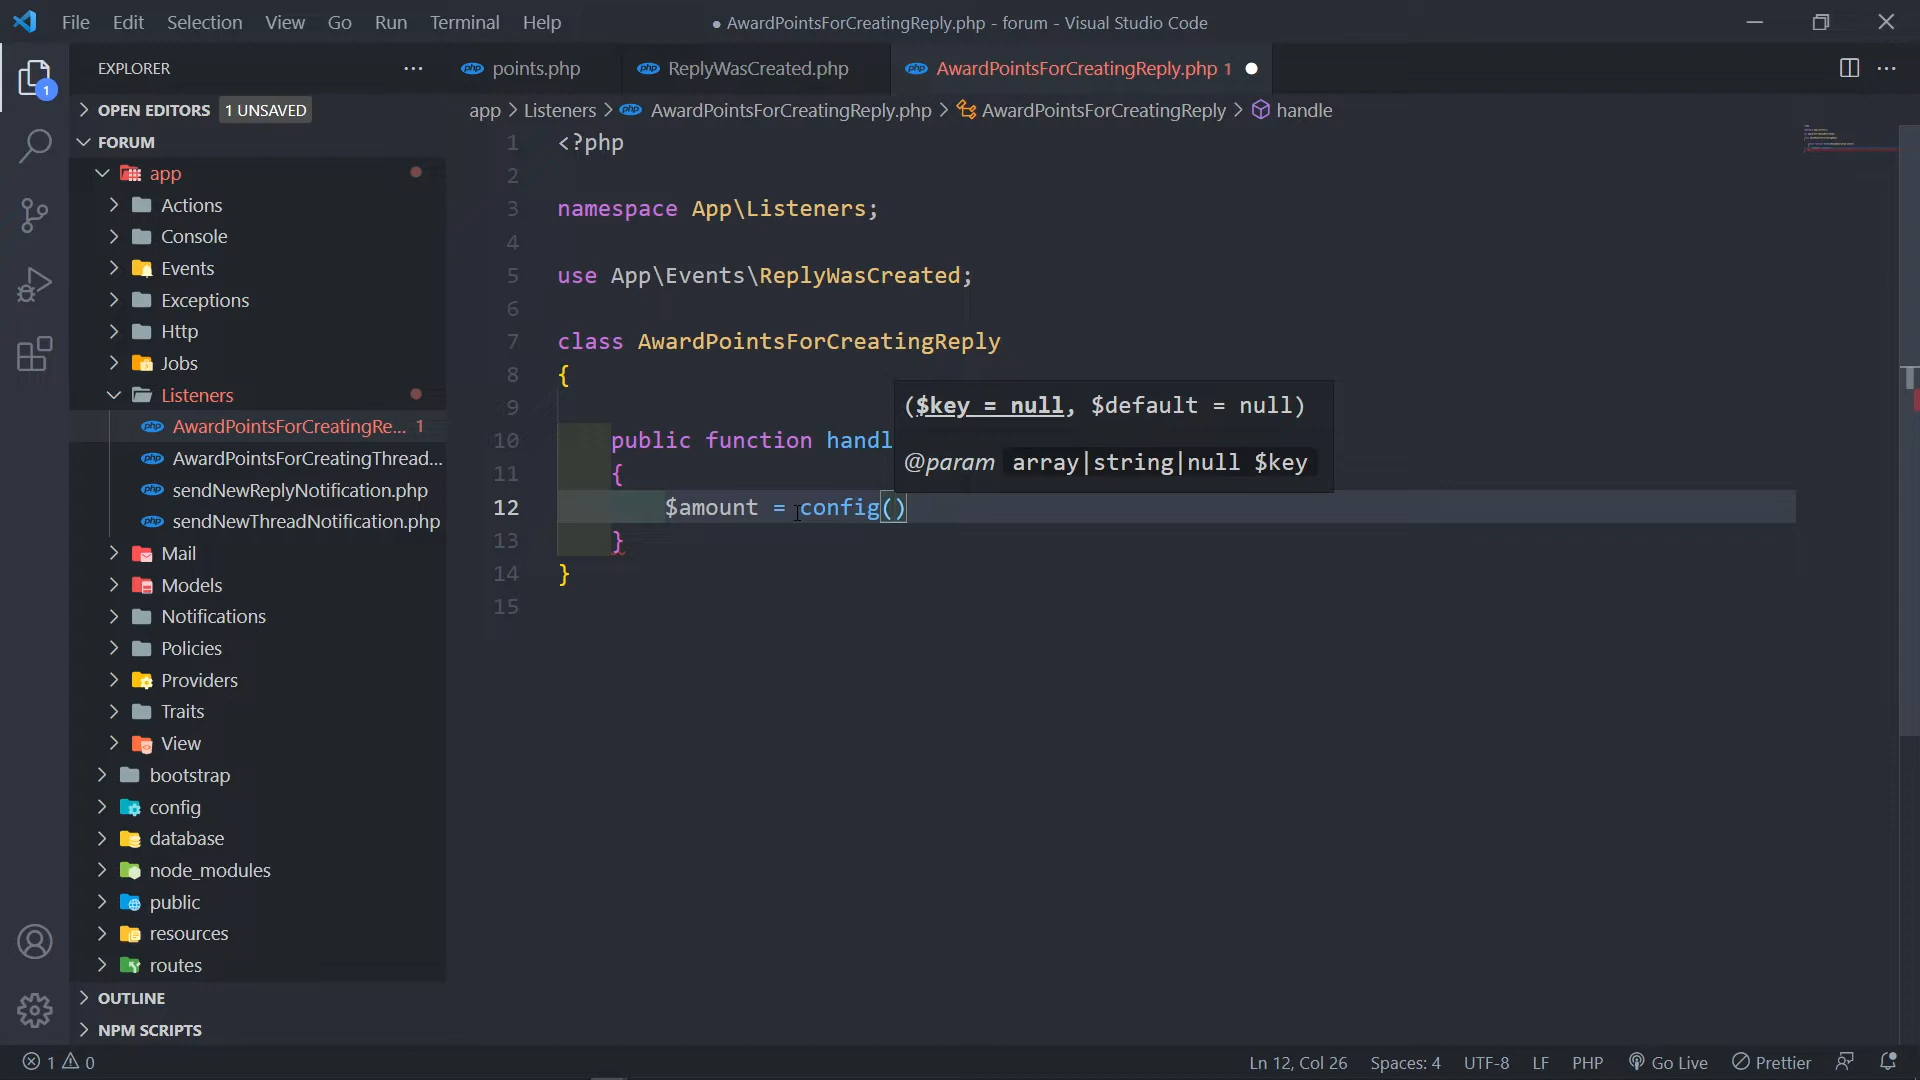 File Edit Selection View Go Run Terminal Help
● AwardPointsForCreatingReply.php - forum - Visual Studio Code
EXPLORER
points.php
ReplyWasCreated.php
AwardPointsForCreatingReply.php 1
OPEN EDITORS 1 UNSAVED
app > Listeners > AwardPointsForCreatingReply.php > AwardPointsForCreatingReply > handle
FORUM
app
Actions
Console
Events
Exceptions
Http
Jobs
Listeners
AwardPointsForCreatingRe... 1
AwardPointsForCreatingThread...
sendNewReplyNotification.php
sendNewThreadNotification.php
Mail
Models
Notifications
Policies
Providers
Traits
View
bootstrap
config
database
node_modules
public
resources
routes
OUTLINE
NPM SCRIPTS
1 <?php
2
3 namespace App\Listeners;
4
5 use App\Events\ReplyWasCreated;
6
7 class AwardPointsForCreatingReply
8 {
9
10 public function handl
11 {
12 $amount = config()
13 }
14 }
15
($key = null, $default = null)
@param array|string|null $key
1
1 0
Ln 12, Col 26 Spaces: 4 UTF-8 LF PHP Go Live Prettier